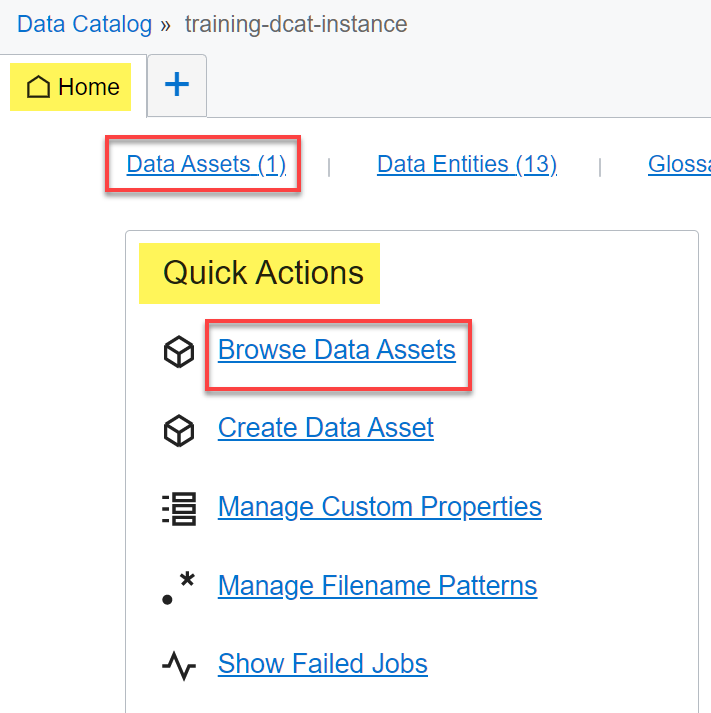 Data Catalog » training-dcat-instance
Home +
Data Assets (1) | Data Entities (13) | Glossa
Quick Actions
Browse Data Assets
Create Data Asset
Manage Custom Properties
Manage Filename Patterns
Show Failed Jobs